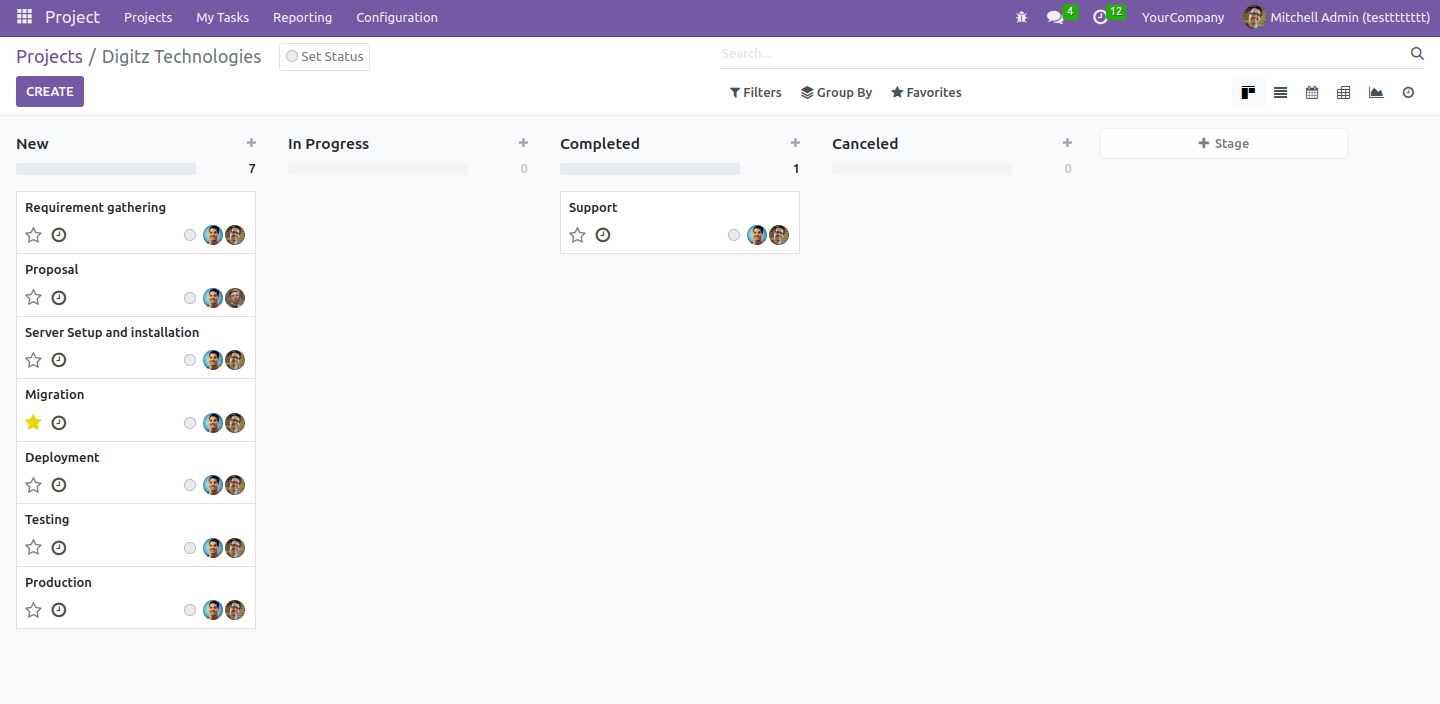 Project Projects My Tasks Reporting Configuration 4 12 YourCompany Mitchell Admin (testttttttt)
Projects / Digitz Technologies Set Status Search...
CREATE Filters Group By Favorites
New + In Progress + Completed + Canceled + + Stage
7 0 1 0
Requirement gathering
Support
Proposal
Server Setup and installation
Migration
Deployment
Testing
Production